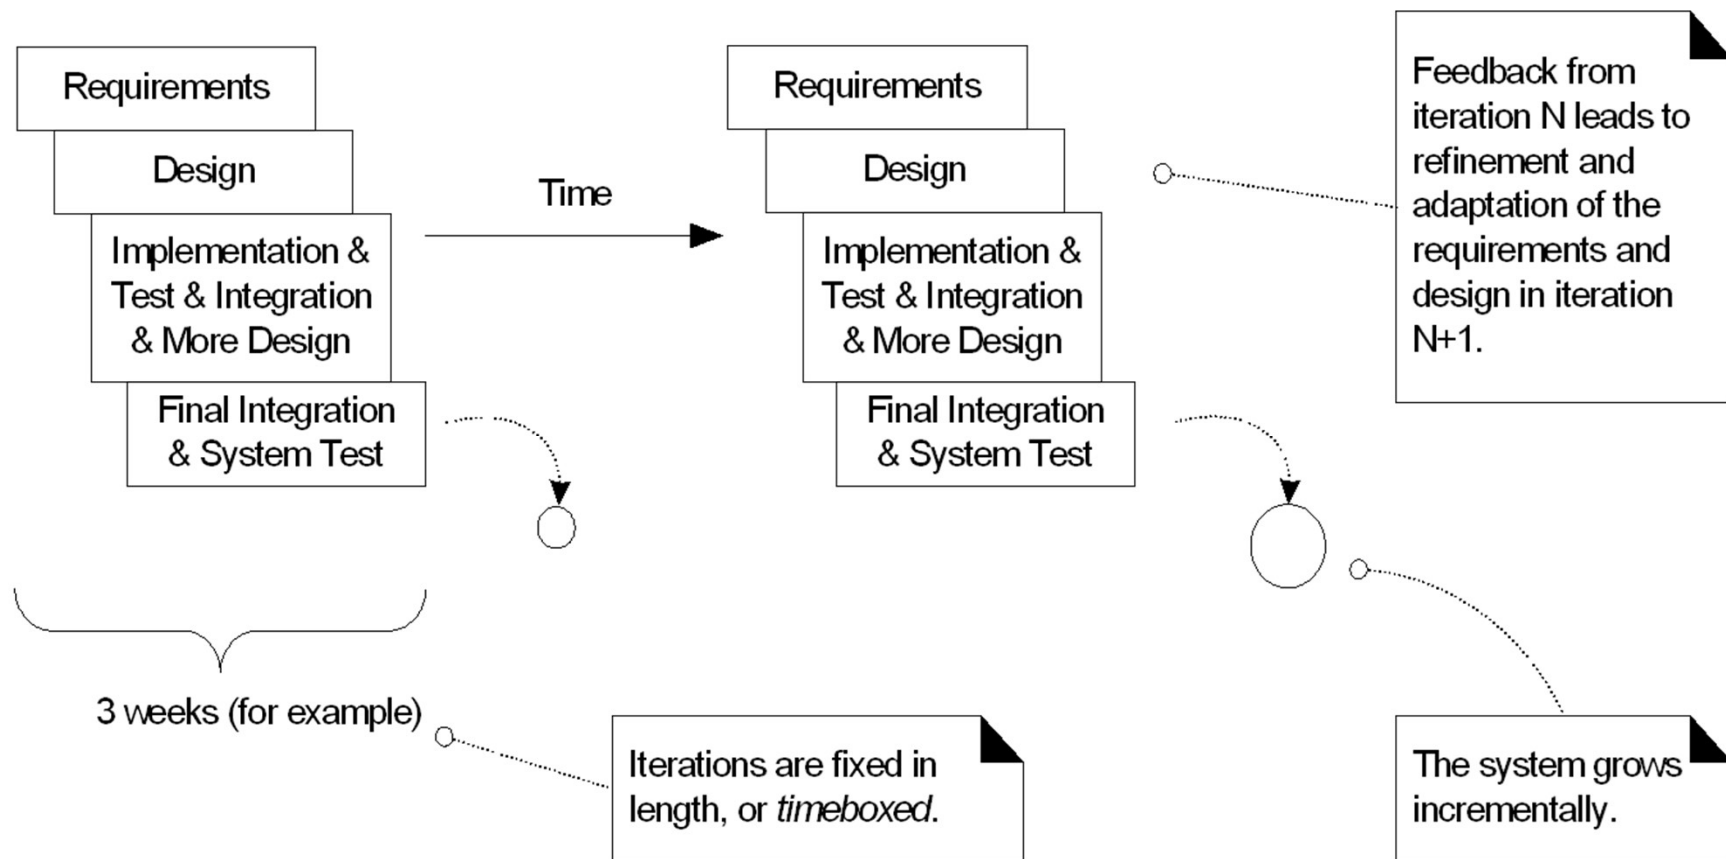 Requirements
Design
Implementation &
Test & Integration
& More Design
Final Integration
& System Test
Time
Requirements
Design
Implementation &
Test & Integration
& More Design
Final Integration
& System Test
Feedback from
iteration N leads to
refinement and
adaptation of the
requirements and
design in iteration
N+1.
3 weeks (for example)
Iterations are fixed in
length, or timeboxed.
The system grows
incrementally.